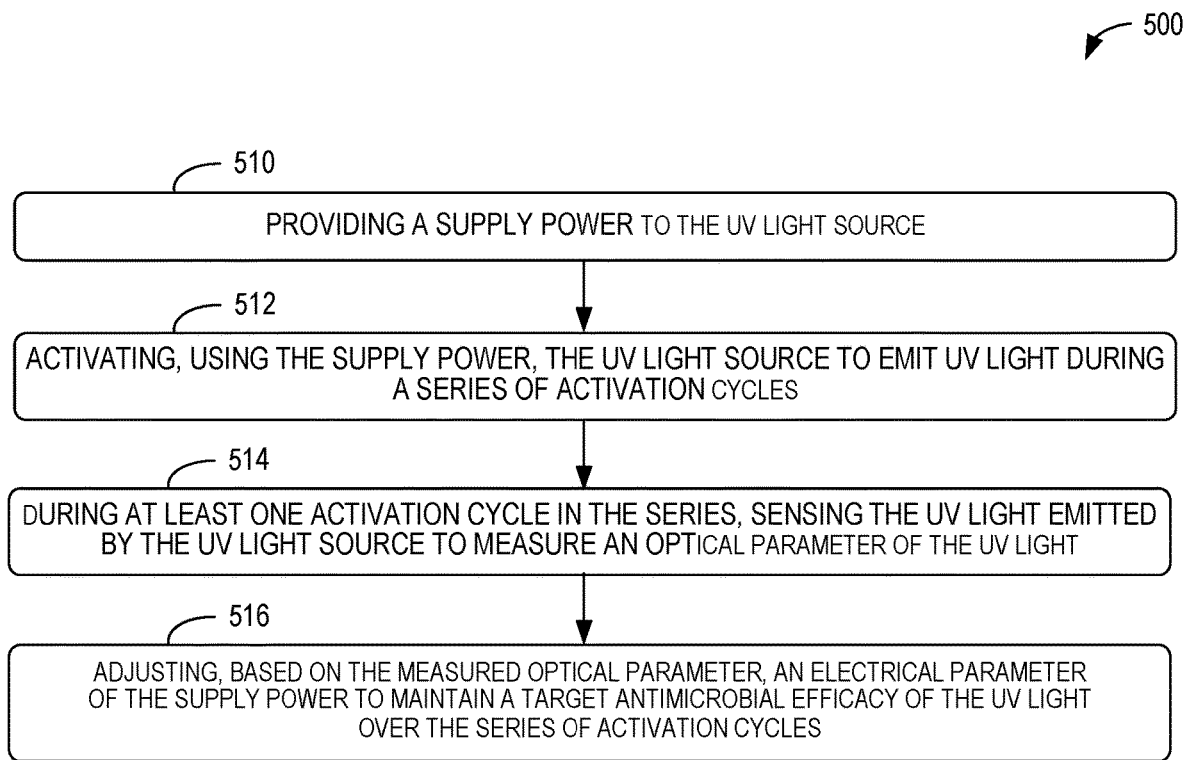 500
510
PROVIDING A SUPPLY POWER TO THE UV LIGHT SOURCE
512
ACTIVATING, USING THE SUPPLY POWER, THE UV LIGHT SOURCE TO EMIT UV LIGHT DURING
A SERIES OF ACTIVATION CYCLES
514
DURING AT LEAST ONE ACTIVATION CYCLE IN THE SERIES, SENSING THE UV LIGHT EMITTED
BY THE UV LIGHT SOURCE TO MEASURE AN OPTICAL PARAMETER OF THE UV LIGHT
516
ADJUSTING, BASED ON THE MEASURED OPTICAL PARAMETER, AN ELECTRICAL PARAMETER
OF THE SUPPLY POWER TO MAINTAIN A TARGET ANTIMICROBIAL EFFICACY OF THE UV LIGHT
OVER THE SERIES OF ACTIVATION CYCLES